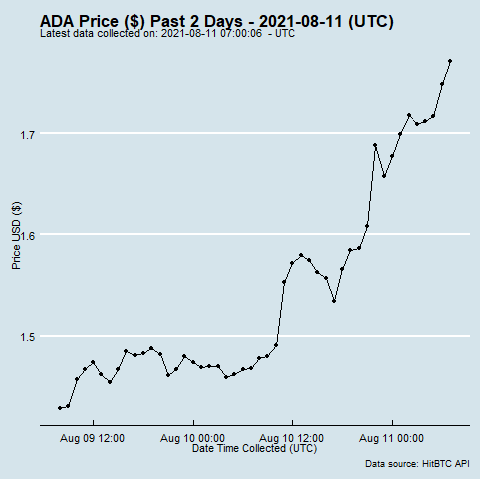 ADA Price ($) Past 2 Days - 2021-08-11 (UTC)
Latest data collected on: 2021-08-11 07:00:06  - UTC
Price USD ($)
1.7
1.6
1.5
Aug 09 12:00 Aug 10 00:00 Aug 10 12:00 Aug 11 00:00
Date Time Collected (UTC)
Data source: HitBTC API